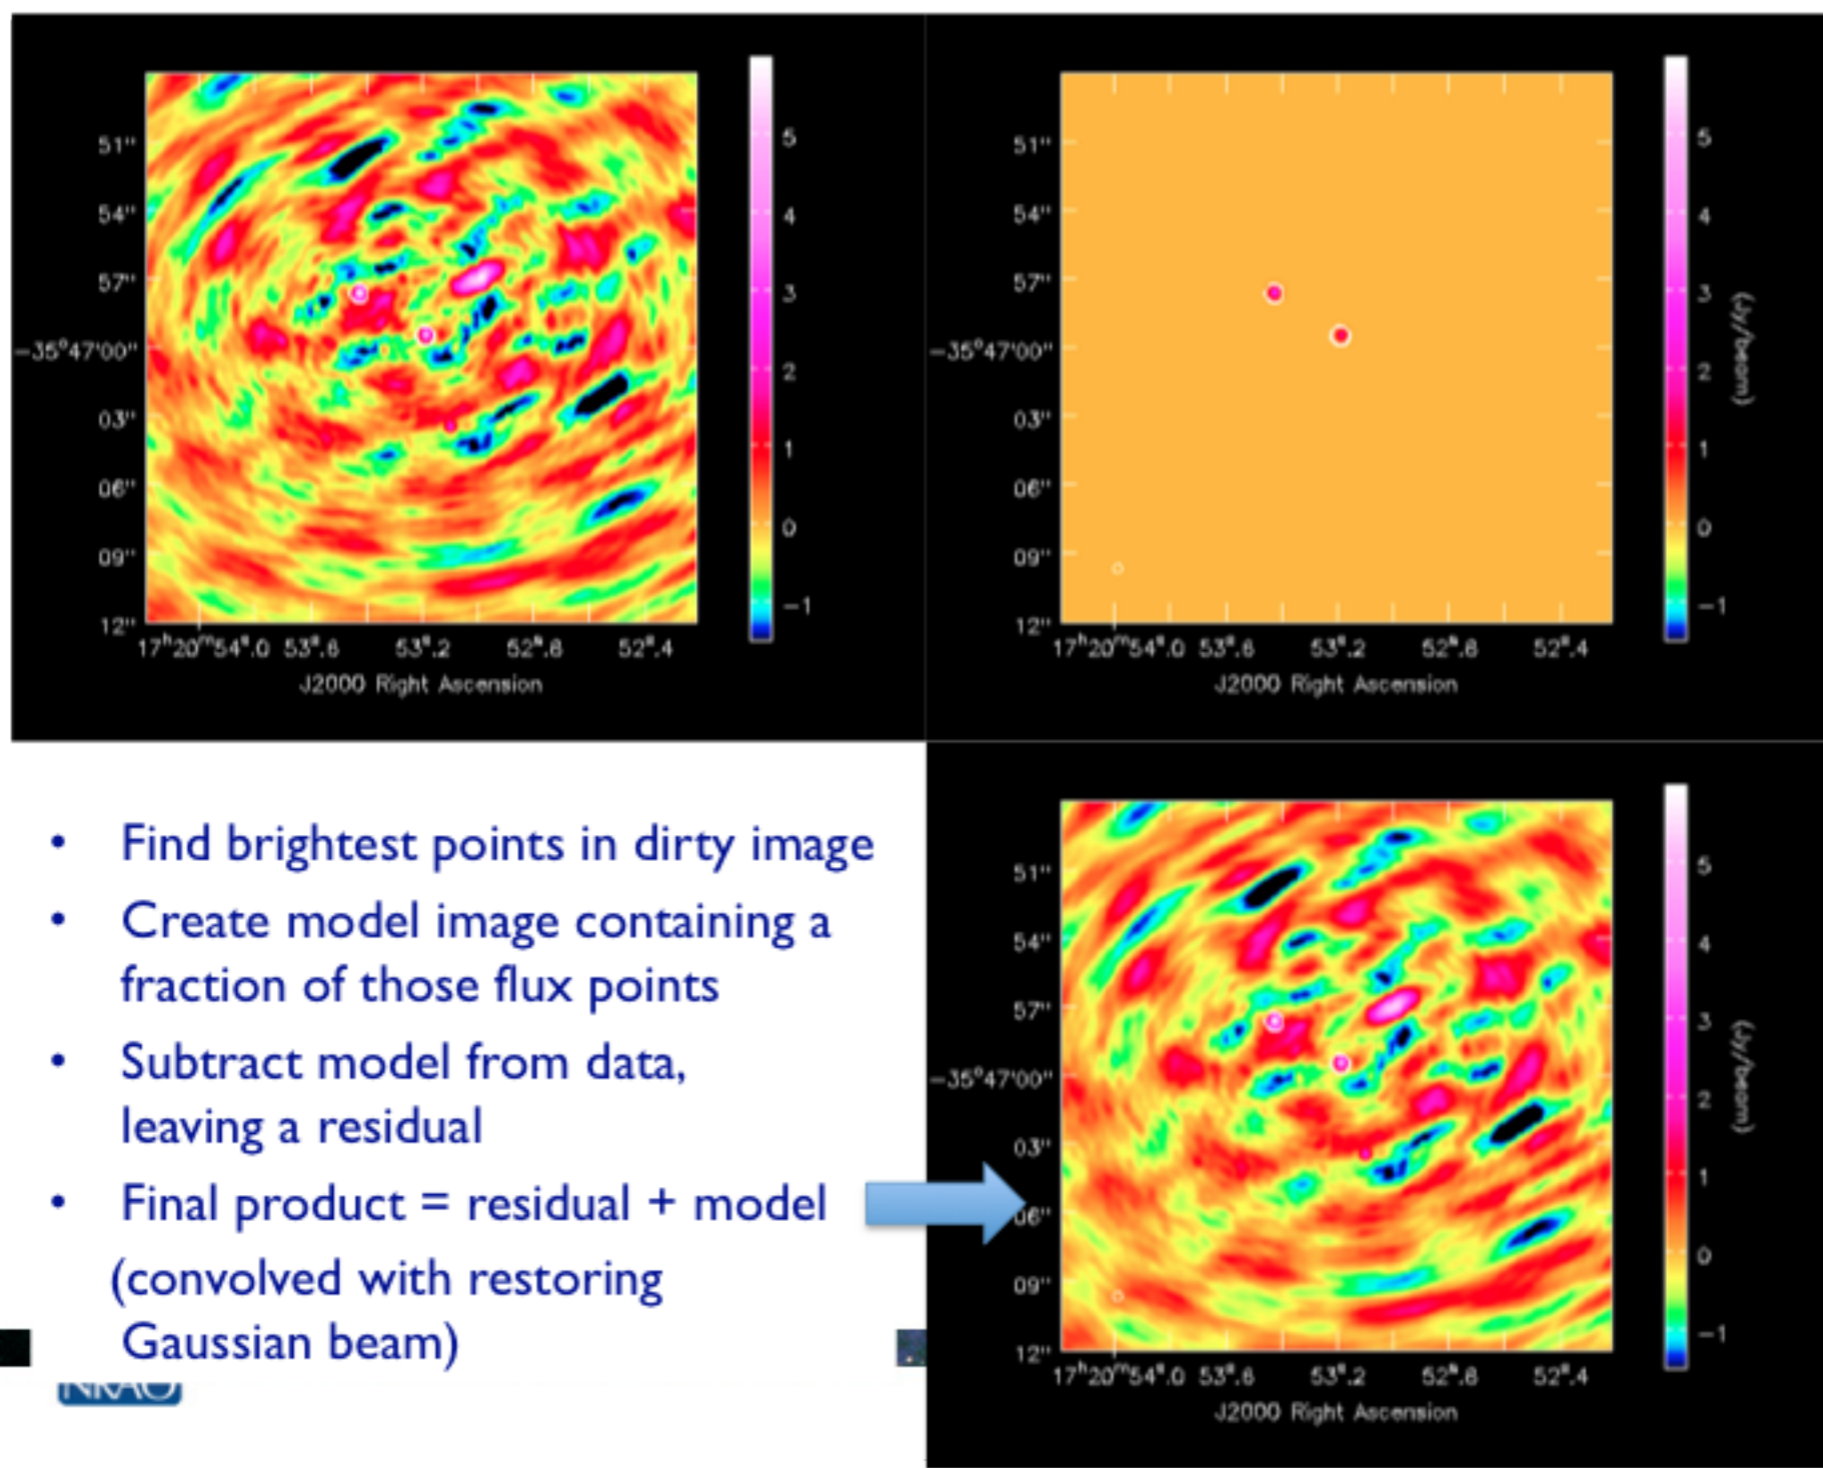 51"
54"
57"
−35°47'00"
03"
06"
09"
12"
17ʰ20ᵐ54ˢ.0 53ˢ.6 53ˢ.2 52ˢ.8 52ˢ.4
J2000 Right Ascension
5
4
3
2
1
0
−1
51"
54"
57"
−35°47'00"
03"
06"
09"
12"
17ʰ20ᵐ54ˢ.0 53ˢ.6 53ˢ.2 52ˢ.8 52ˢ.4
J2000 Right Ascension
5
4
3
2
1
0
−1
(Jy/beam)
• Find brightest points in dirty image
• Create model image containing a
fraction of those flux points
• Subtract model from data,
leaving a residual
• Final product = residual + model
(convolved with restoring
Gaussian beam)
NRAO
51"
54"
57"
−35°47'00"
03"
06"
09"
12"
17ʰ20ᵐ54ˢ.0 53ˢ.6 53ˢ.2 52ˢ.8 52ˢ.4
J2000 Right Ascension
5
4
3
2
1
0
−1
(Jy/beam)